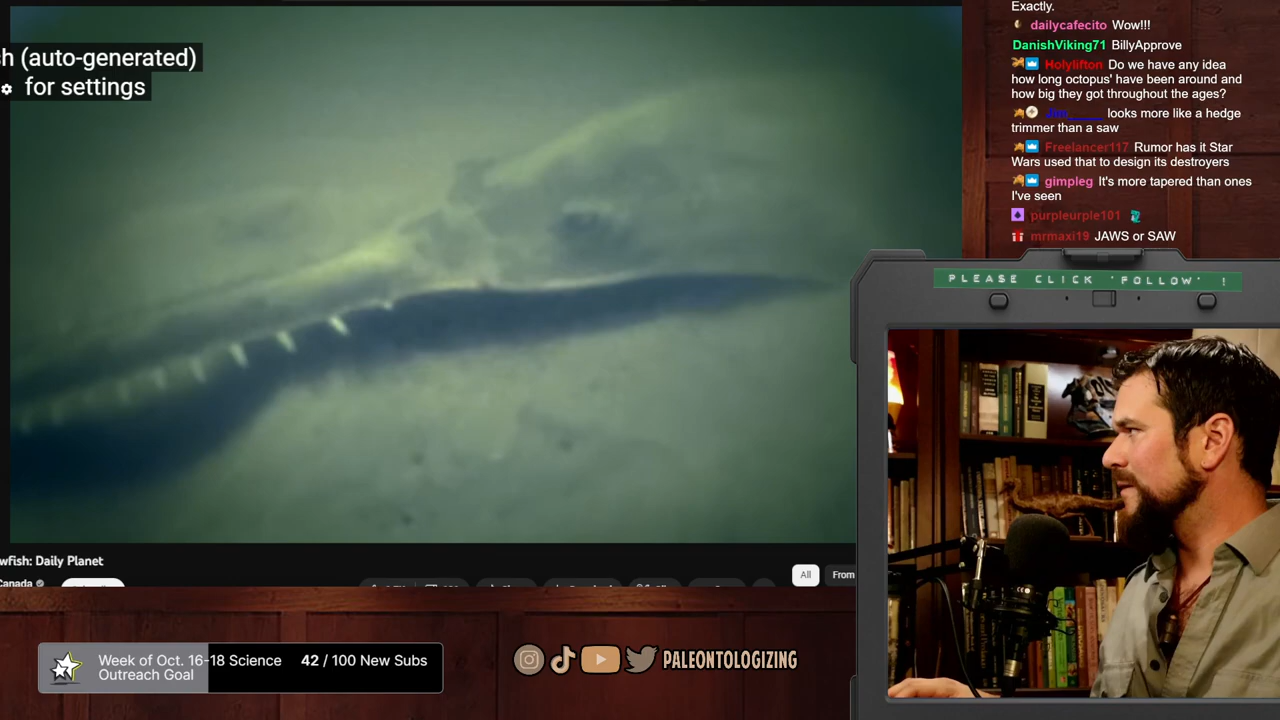 sh (auto-generated)
for settings
wfish: Daily Planet
Canada
All
From
Exactly.
dailycafecito Wow!!!
DanishViking71 BillyApprove
Holylifton Do we have any idea
how long octopus' have been around and
how big they got throughout the ages?
looks more like a hedge
trimmer than a saw
Freelancer117 Rumor has it Star
Wars used that to design its destroyers
gimpleg It's more tapered than ones
I've seen
purpleurple101
mrmaxi19 JAWS or SAW
PLEASE CLICK 'FOLLOW' !
Week of Oct. 16-18 Science
Outreach Goal
42 / 100 New Subs
PALEONTOLOGIZING